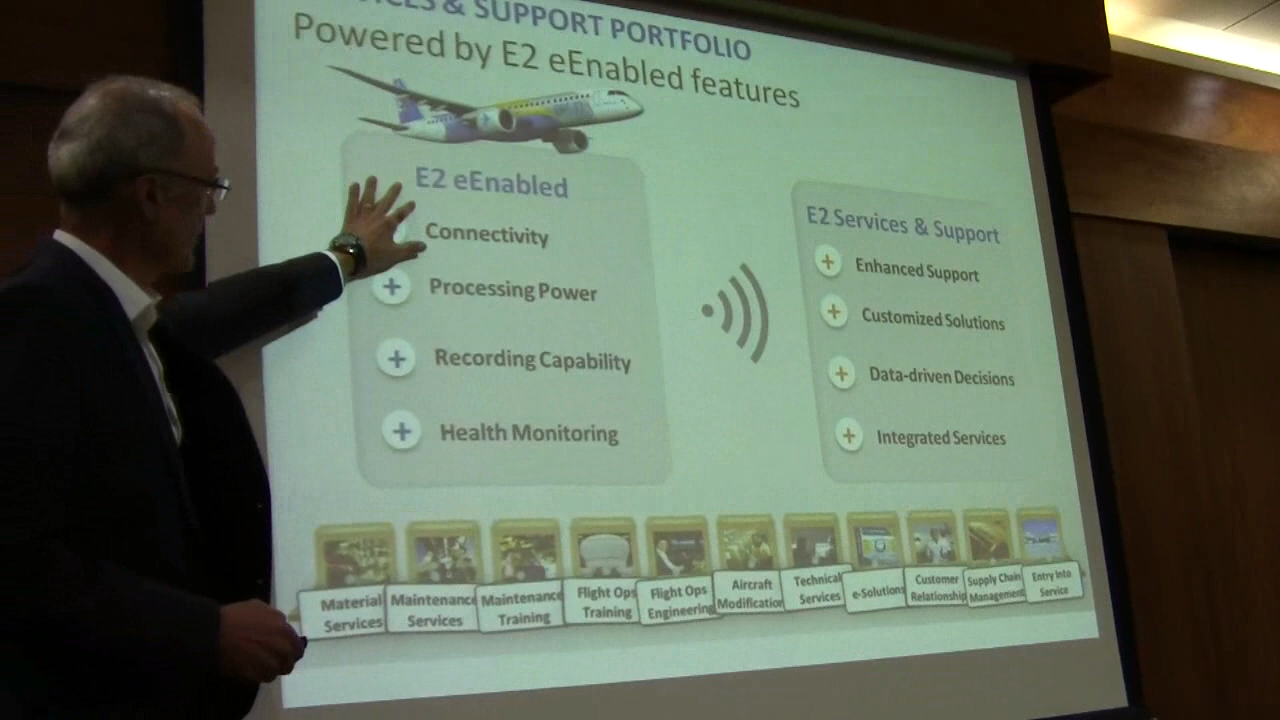 & SUPPORT PORTFOLIO
Powered by E2 eEnabled features
E2 eEnabled
Connectivity
Processing Power
Recording Capability
Health Monitoring
E2 Services & Support
Enhanced Support
Customized Solutions
Data-driven Decisions
Integrated Services
Material
Services
Maintenance
Services
Maintenance
Training
Flight Ops
Training
Flight Ops
Engineering
Aircraft
Modification
Technical
Services
e-Solutions
Customer
Relationship
Supply Chain
Management
Entry Into
Service